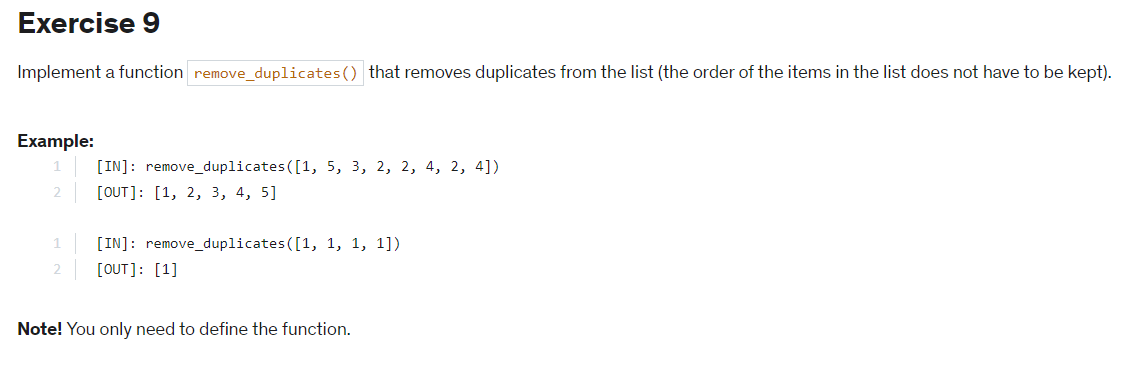 Exercise 9
Implement a function remove_duplicates() that removes duplicates from the list (the order of the items in the list does not have to be kept).
Example:
1 [IN]: remove_duplicates([1, 5, 3, 2, 2, 4, 2, 4])
2 [OUT]: [1, 2, 3, 4, 5]
1 [IN]: remove_duplicates([1, 1, 1, 1])
2 [OUT]: [1]
Note! You only need to define the function.